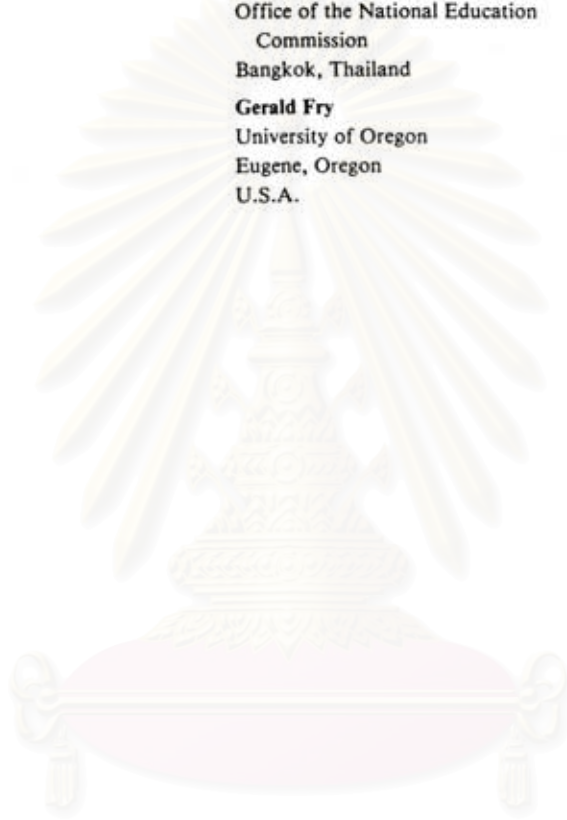 Office of the National Education
Commission
Bangkok, Thailand
Gerald Fry
University of Oregon
Eugene, Oregon
U.S.A.